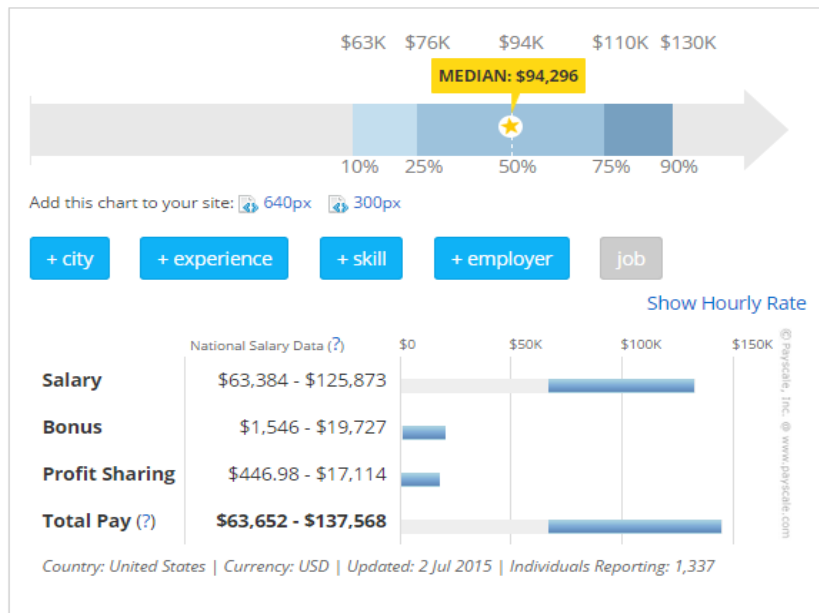 $63K $76K $94K $110K $130K
MEDIAN: $94,296
10% 25% 50% 75% 90%
Add this chart to your site: 640px 300px
+ city + experience + skill + employer job
Show Hourly Rate
National Salary Data (?) $0 $50K $100K $150K
Salary $63,384 - $125,873
Bonus $1,546 - $19,727
Profit Sharing $446.98 - $17,114
Total Pay (?) $63,652 - $137,568
© Payscale, Inc. @ www.payscale.com
Country: United States | Currency: USD | Updated: 2 Jul 2015 | Individuals Reporting: 1,337